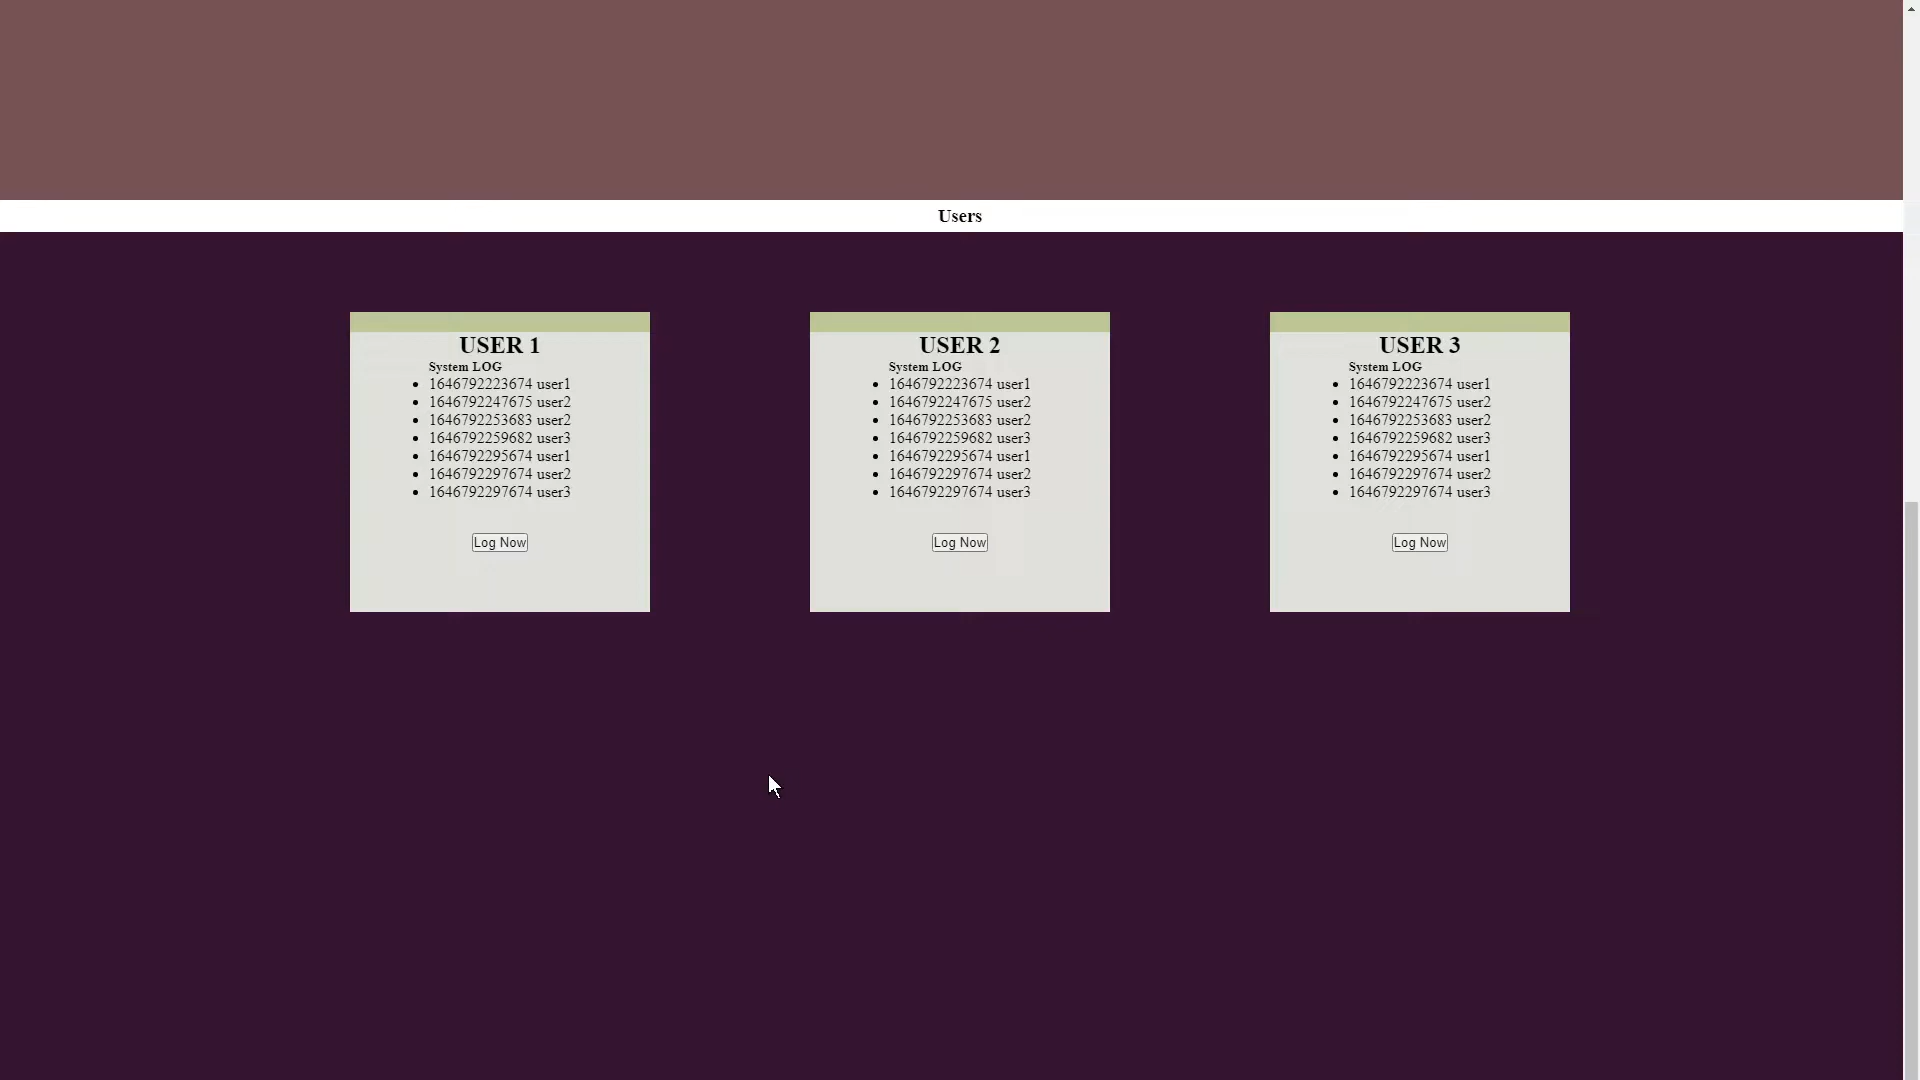 Users
USER 1
System LOG
1646792223674 user1
1646792247675 user2
1646792253683 user2
1646792259682 user3
1646792295674 user1
1646792297674 user2
1646792297674 user3
Log Now
USER 2
System LOG
1646792223674 user1
1646792247675 user2
1646792253683 user2
1646792259682 user3
1646792295674 user1
1646792297674 user2
1646792297674 user3
Log Now
USER 3
System LOG
1646792223674 user1
1646792247675 user2
1646792253683 user2
1646792259682 user3
1646792295674 user1
1646792297674 user2
1646792297674 user3
Log Now